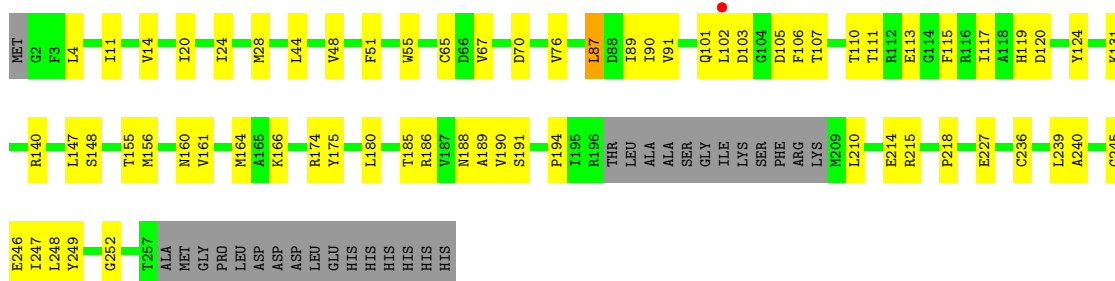 MET G2 F3 L4 I11 V14 I20 I24 M28 L44 V48 F51 W55 C65 D66 V67 D70 V76 L87 D88 I89 I90 V91 Q101 L102 D103 G104 D105 F106 T107 T110 T111 R112 E113 G114 F115 R116 I117 A118 H119 D120 Y124 K131
R140 L147 S148 T155 M156 N160 V161 M164 A165 K166 R174 Y175 L180 T185 R186 V187 N188 A189 V190 S191 P194 I195 R196 THR LEU ALA ALA SER GLY ILE LYS SER PHE ARG LYS M209 L210 E214 R215 P218 E227 C236 L239 A240
E246 I247 L248 Y249 G252 T257 ALA MET GLY PRO LEU ASP ASP ASP LEU GLU HIS HIS HIS HIS HIS HIS